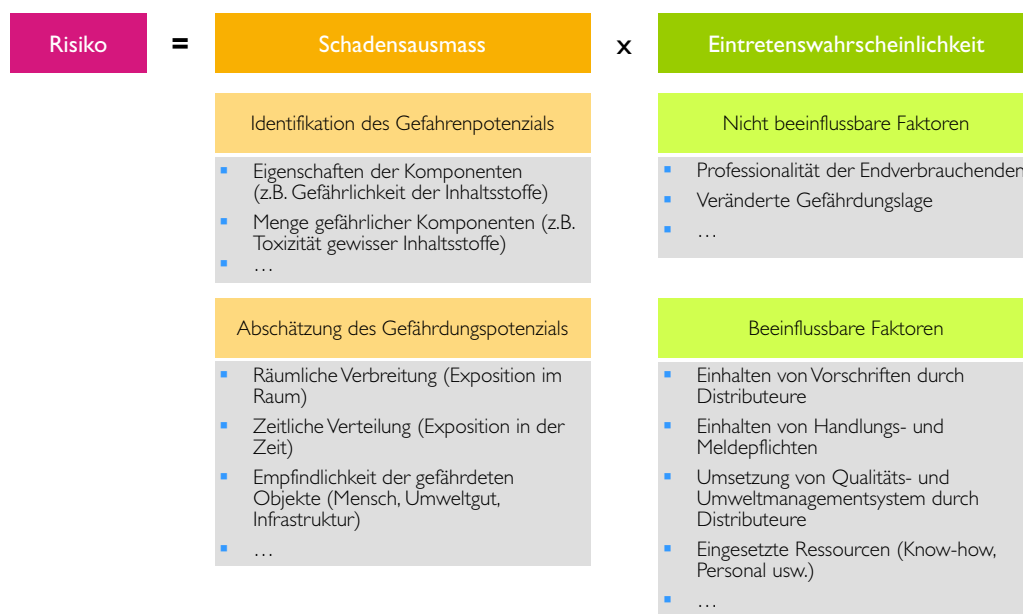 Risiko = Schadensausmass x Eintretenswahrscheinlichkeit
Identifikation des Gefahrenpotenzials
▪ Eigenschaften der Komponenten
(z.B. Gefährlichkeit der Inhaltsstoffe)
▪ Menge gefährlicher Komponenten (z.B.
Toxizität gewisser Inhaltsstoffe)
▪ …
Abschätzung des Gefährdungspotenzials
▪ Räumliche Verbreitung (Exposition im
Raum)
▪ Zeitliche Verteilung (Exposition in der
Zeit)
▪ Empfindlichkeit der gefährdeten
Objekte (Mensch, Umweltgut,
Infrastruktur)
▪ …
Nicht beeinflussbare Faktoren
▪ Professionalität der Endverbrauchenden
▪ Veränderte Gefährdungslage
▪ …
Beeinflussbare Faktoren
▪ Einhalten von Vorschriften durch
Distributeure
▪ Einhalten von Handlungs- und
Meldepflichten
▪ Umsetzung von Qualitäts- und
Umweltmanagementsystem durch
Distributeure
▪ Eingesetzte Ressourcen (Know-how,
Personal usw.)
▪ …